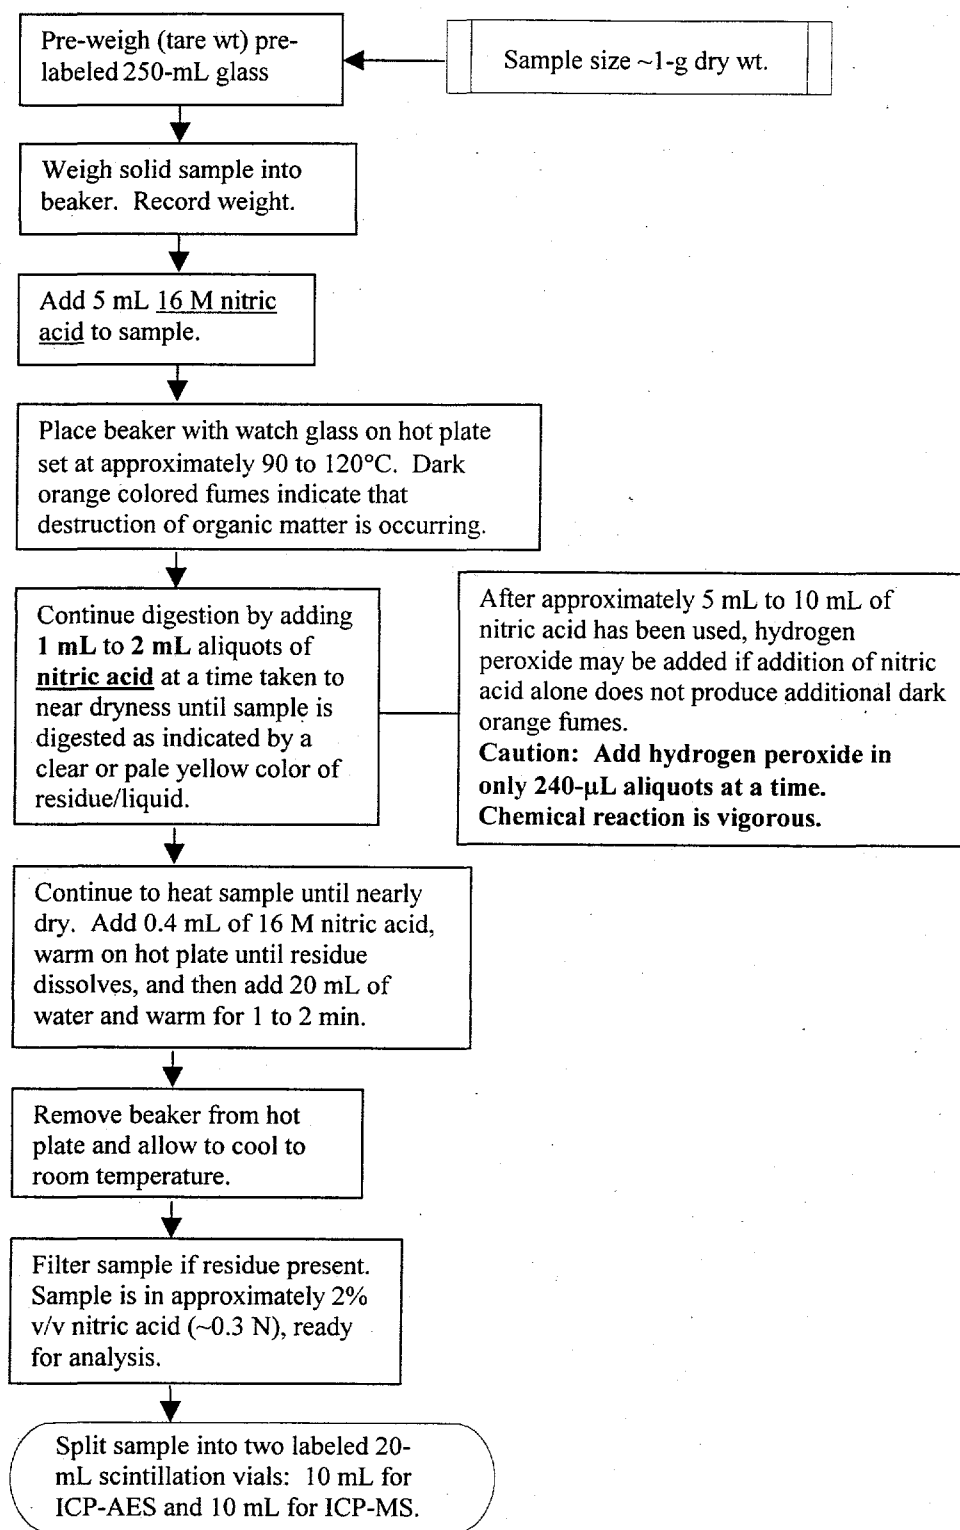 Pre-weigh (tare wt) pre-
labeled 250-mL glass
Sample size ~1-g dry wt.
Weigh solid sample into
beaker. Record weight.
Add 5 mL 16 M nitric
acid to sample.
Place beaker with watch glass on hot plate
set at approximately 90 to 120°C. Dark
orange colored fumes indicate that
destruction of organic matter is occurring.
Continue digestion by adding
1 mL to 2 mL aliquots of
nitric acid at a time taken to
near dryness until sample is
digested as indicated by a
clear or pale yellow color of
residue/liquid.
After approximately 5 mL to 10 mL of
nitric acid has been used, hydrogen
peroxide may be added if addition of nitric
acid alone does not produce additional dark
orange fumes.
Caution: Add hydrogen peroxide in
only 240-µL aliquots at a time.
Chemical reaction is vigorous.
Continue to heat sample until nearly
dry. Add 0.4 mL of 16 M nitric acid,
warm on hot plate until residue
dissolves, and then add 20 mL of
water and warm for 1 to 2 min.
Remove beaker from hot
plate and allow to cool to
room temperature.
Filter sample if residue present.
Sample is in approximately 2%
v/v nitric acid (~0.3 N), ready
for analysis.
Split sample into two labeled 20-
mL scintillation vials: 10 mL for
ICP-AES and 10 mL for ICP-MS.